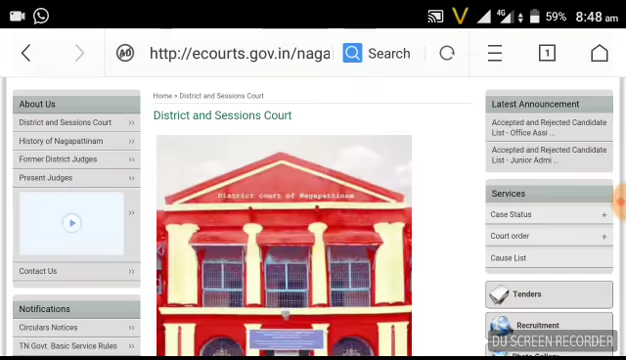 4G
59%
8:48 am
AD
http://ecourts.gov.in/naga
Search
1
About Us
District and Sessions Court
History of Nagapattinam
Former District Judges
Present Judges
Contact Us
Notifications
Circulars Notices
TN Govt. Basic Service Rules
Home > District and Sessions Court
District and Sessions Court
District court of Nagapattinam
Latest Announcement
Accepted and Rejected Candidate
List - Office Assi ...
Accepted and Rejected Candidate
List - Junior Admi ...
Services
Case Status +
Court order +
Cause List
Tenders
Recruitment
DU SCREEN RECORDER
Photo Gallery